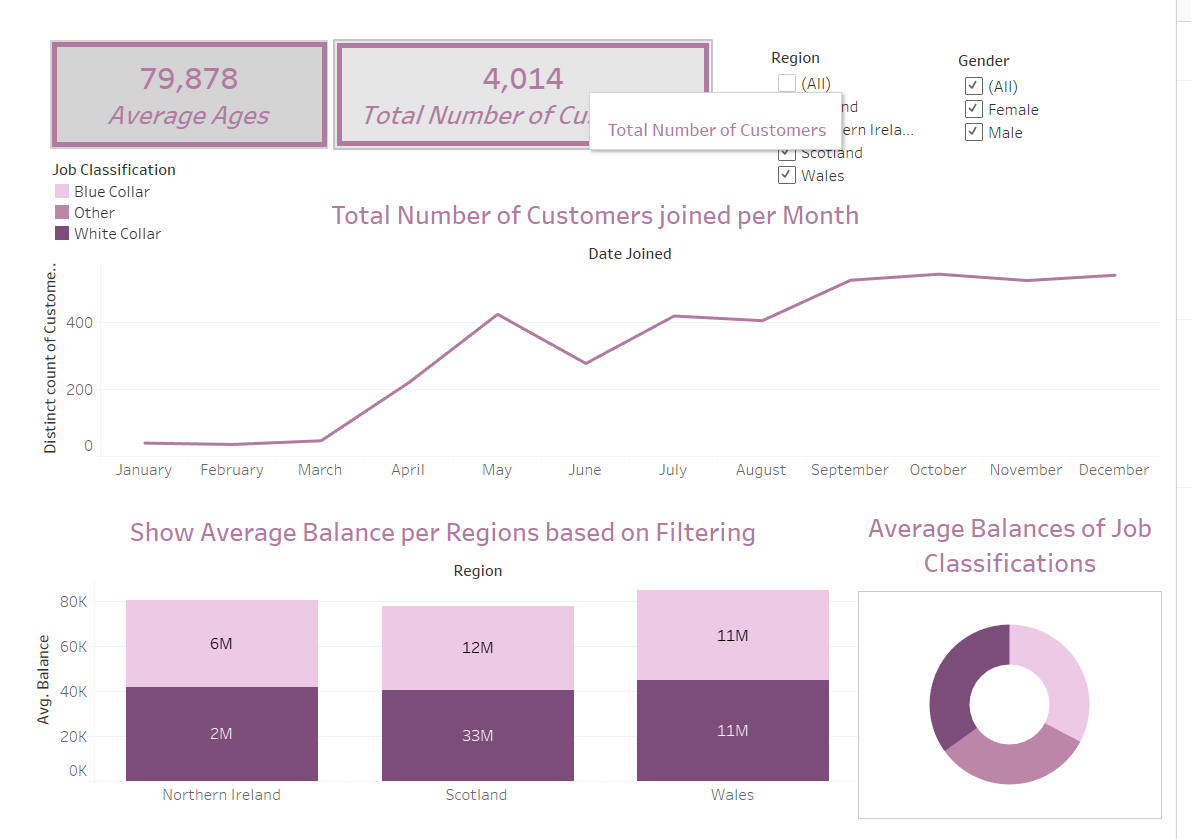 79,878
Average Ages
4,014
Total Number of Cu
Total Number of Customers
Region
(All)
nd
ern Irela...
Scotland
Wales
Gender
(All)
Female
Male
Job Classification
Blue Collar
Other
White Collar
Total Number of Customers joined per Month
Date Joined
Distinct count of Custome..
400
200
0
January February March April May June July August September October November December
Show Average Balance per Regions based on Filtering
Region
Avg. Balance
80K
60K
40K
20K
0K
6M 12M 11M
2M 33M 11M
Northern Ireland Scotland Wales
Average Balances of Job
Classifications